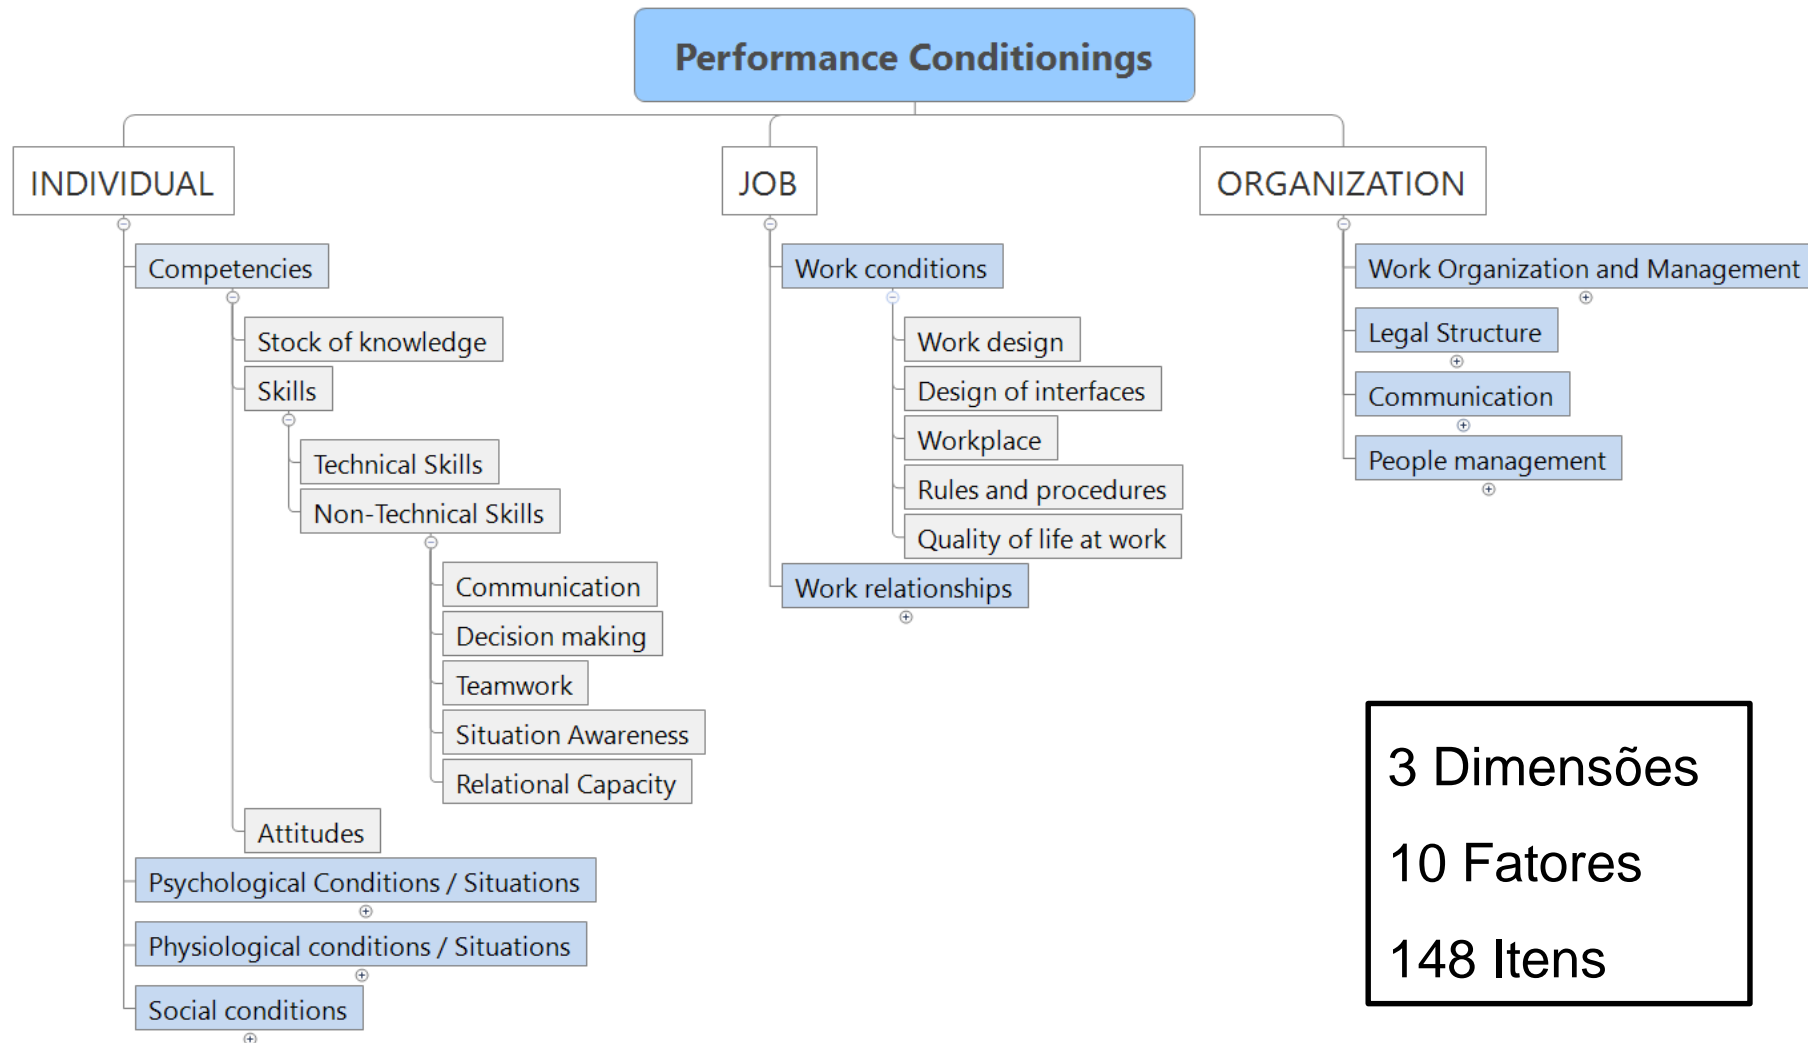 Performance Conditionings
INDIVIDUAL
Competencies
Stock of knowledge
Skills
Technical Skills
Non-Technical Skills
Communication
Decision making
Teamwork
Situation Awareness
Relational Capacity
Attitudes
Psychological Conditions / Situations
Physiological conditions / Situations
Social conditions
JOB
Work conditions
Work design
Design of interfaces
Workplace
Rules and procedures
Quality of life at work
Work relationships
ORGANIZATION
Work Organization and Management
Legal Structure
Communication
People management
3 Dimensões
10 Fatores
148 Itens